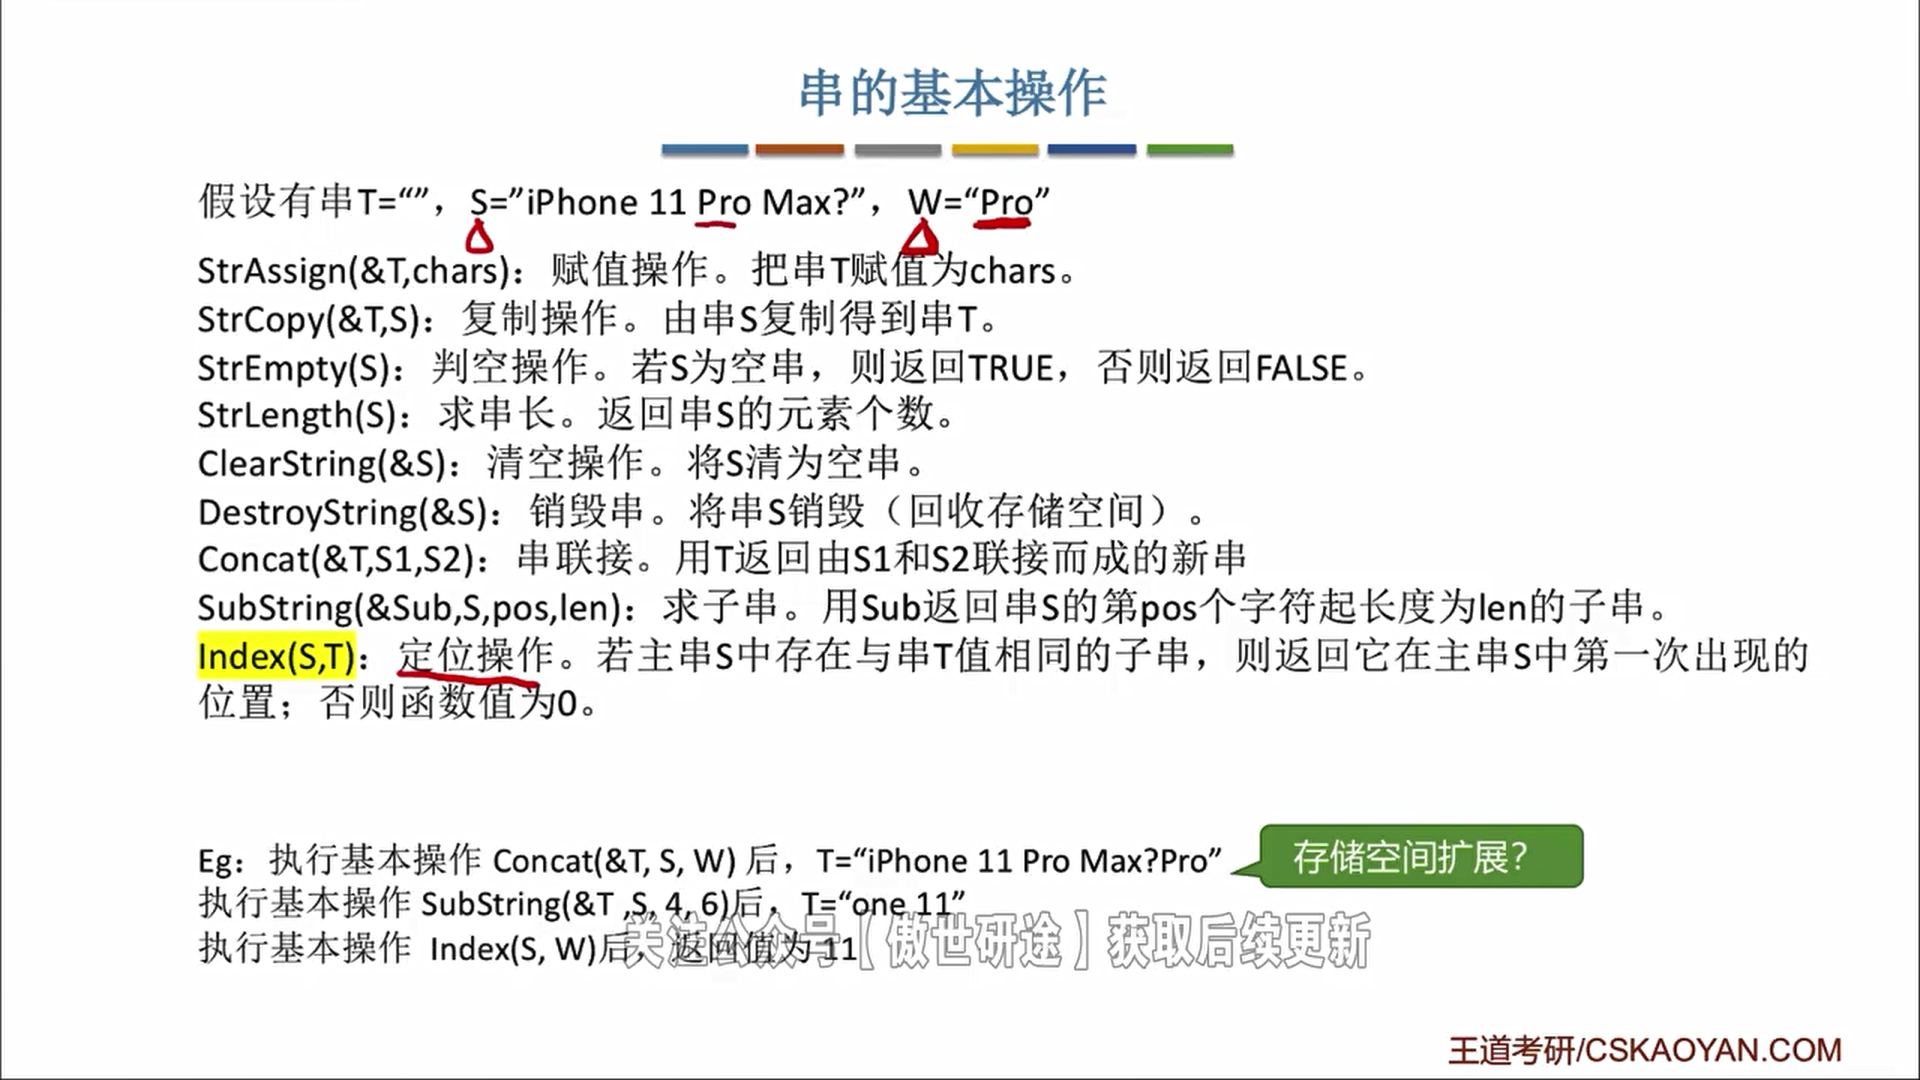 串的基本操作
假设有串T=“”，S=”iPhone 11 Pro Max?”，W=“Pro”
StrAssign(&T,chars)：赋值操作。把串T赋值为chars。
StrCopy(&T,S)：复制操作。由串S复制得到串T。
StrEmpty(S)：判空操作。若S为空串，则返回TRUE，否则返回FALSE。
StrLength(S)：求串长。返回串S的元素个数。
ClearString(&S)：清空操作。将S清为空串。
DestroyString(&S)：销毁串。将串S销毁（回收存储空间）。
Concat(&T,S1,S2)：串联接。用T返回由S1和S2联接而成的新串
SubString(&Sub,S,pos,len)：求子串。用Sub返回串S的第pos个字符起长度为len的子串。
Index(S,T)：定位操作。若主串S中存在与串T值相同的子串，则返回它在主串S中第一次出现的
位置；否则函数值为0。
Eg：执行基本操作 Concat(&T, S, W) 后，T=“iPhone 11 Pro Max?Pro”
存储空间扩展？
执行基本操作 SubString(&T ,S, 4, 6)后，T=“one 11”
执行基本操作 Index(S, W)后，返回值为 11
关注公众号【傲世研途】获取后续更新
王道考研/CSKAOYAN.COM